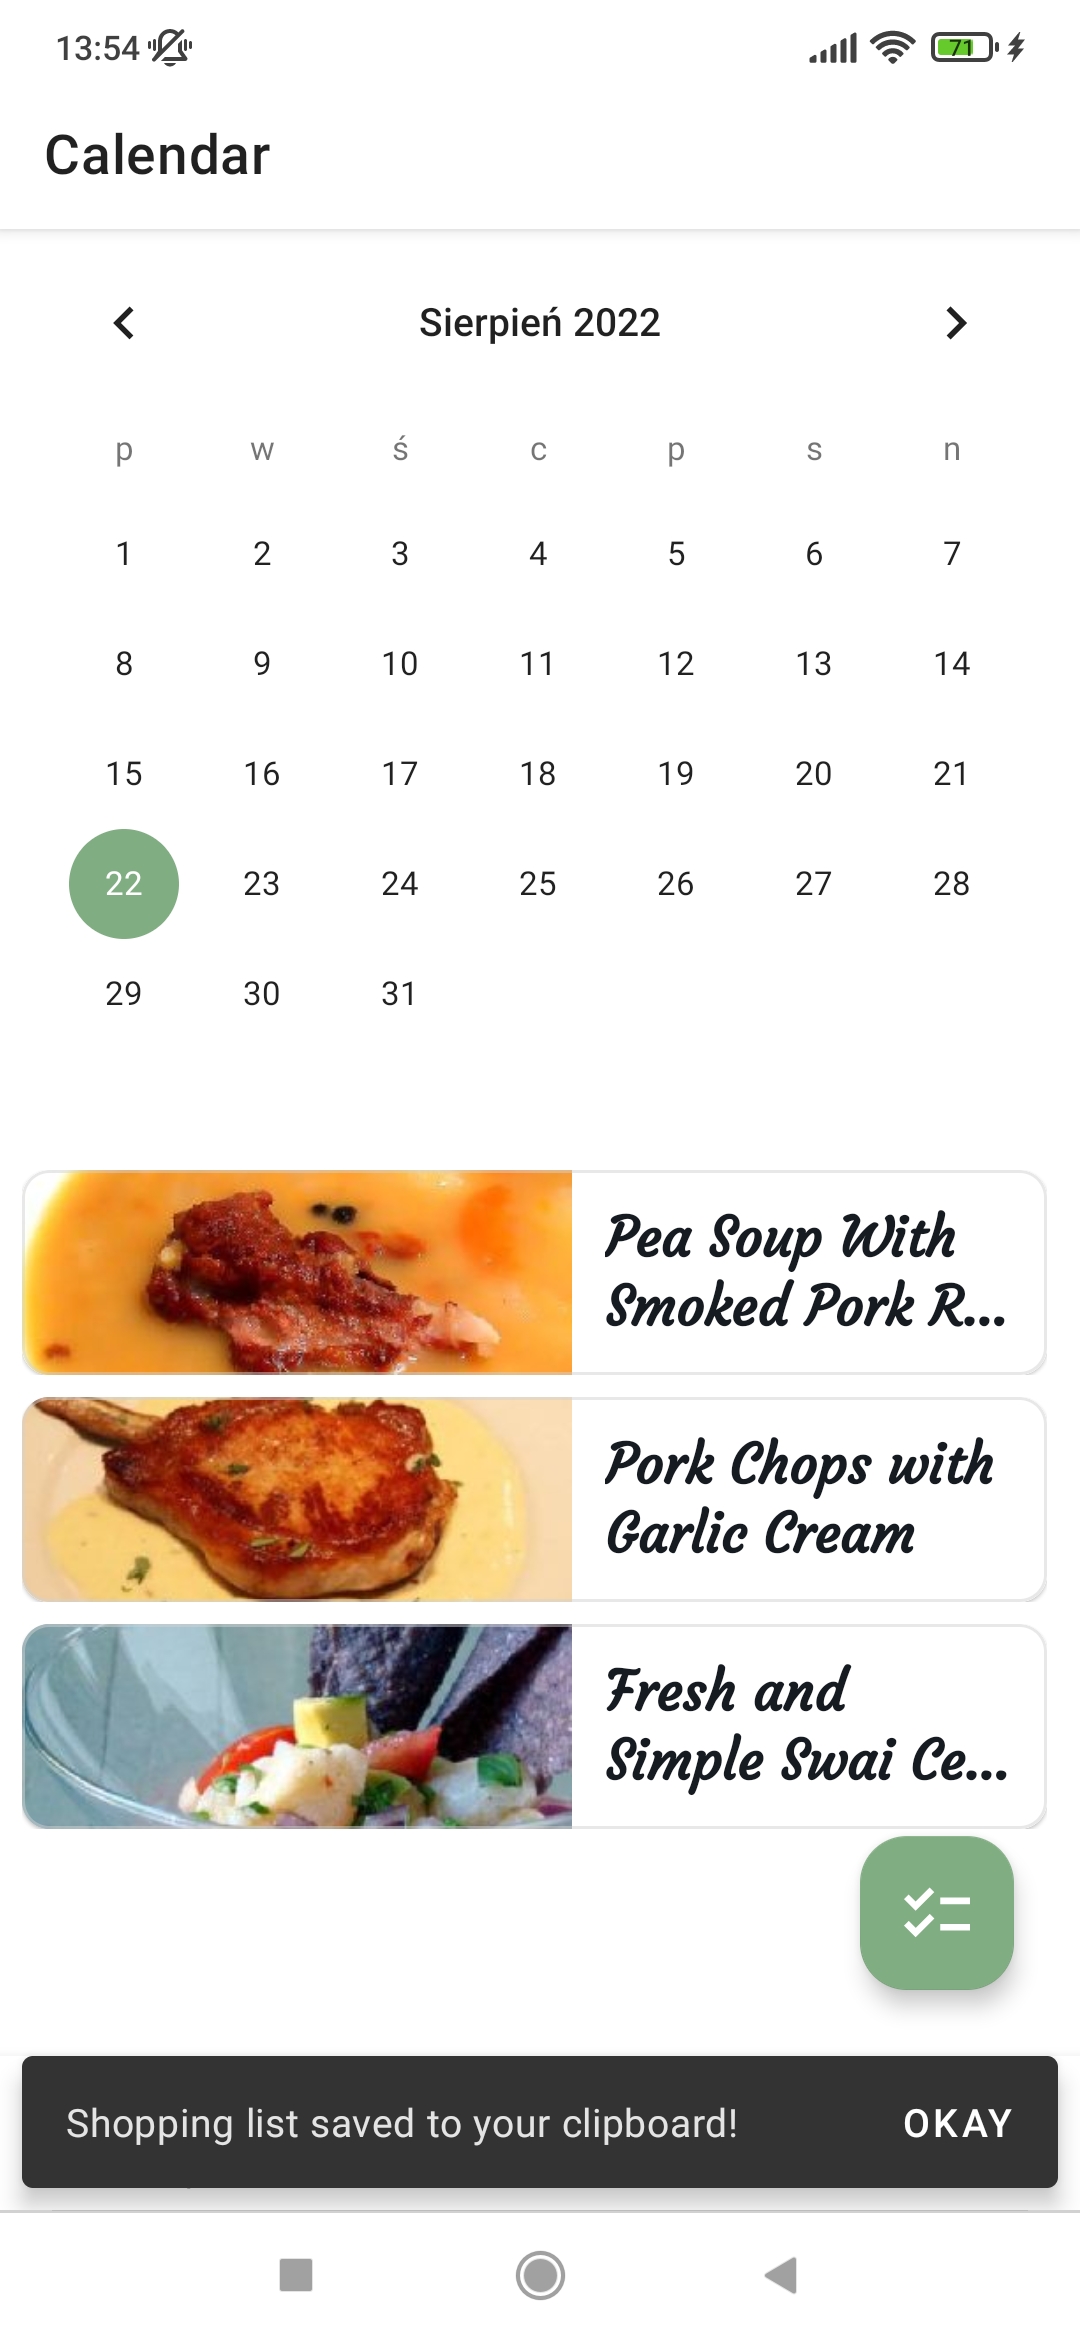 13:54
71
Calendar
Sierpień 2022
p w ś c p s n
1 2 3 4 5 6 7
8 9 10 11 12 13 14
15 16 17 18 19 20 21
22 23 24 25 26 27 28
29 30 31
Pea Soup With
Smoked Pork R...
Pork Chops with
Garlic Cream
Fresh and
Simple Swai Ce...
Shopping list saved to your clipboard! OKAY